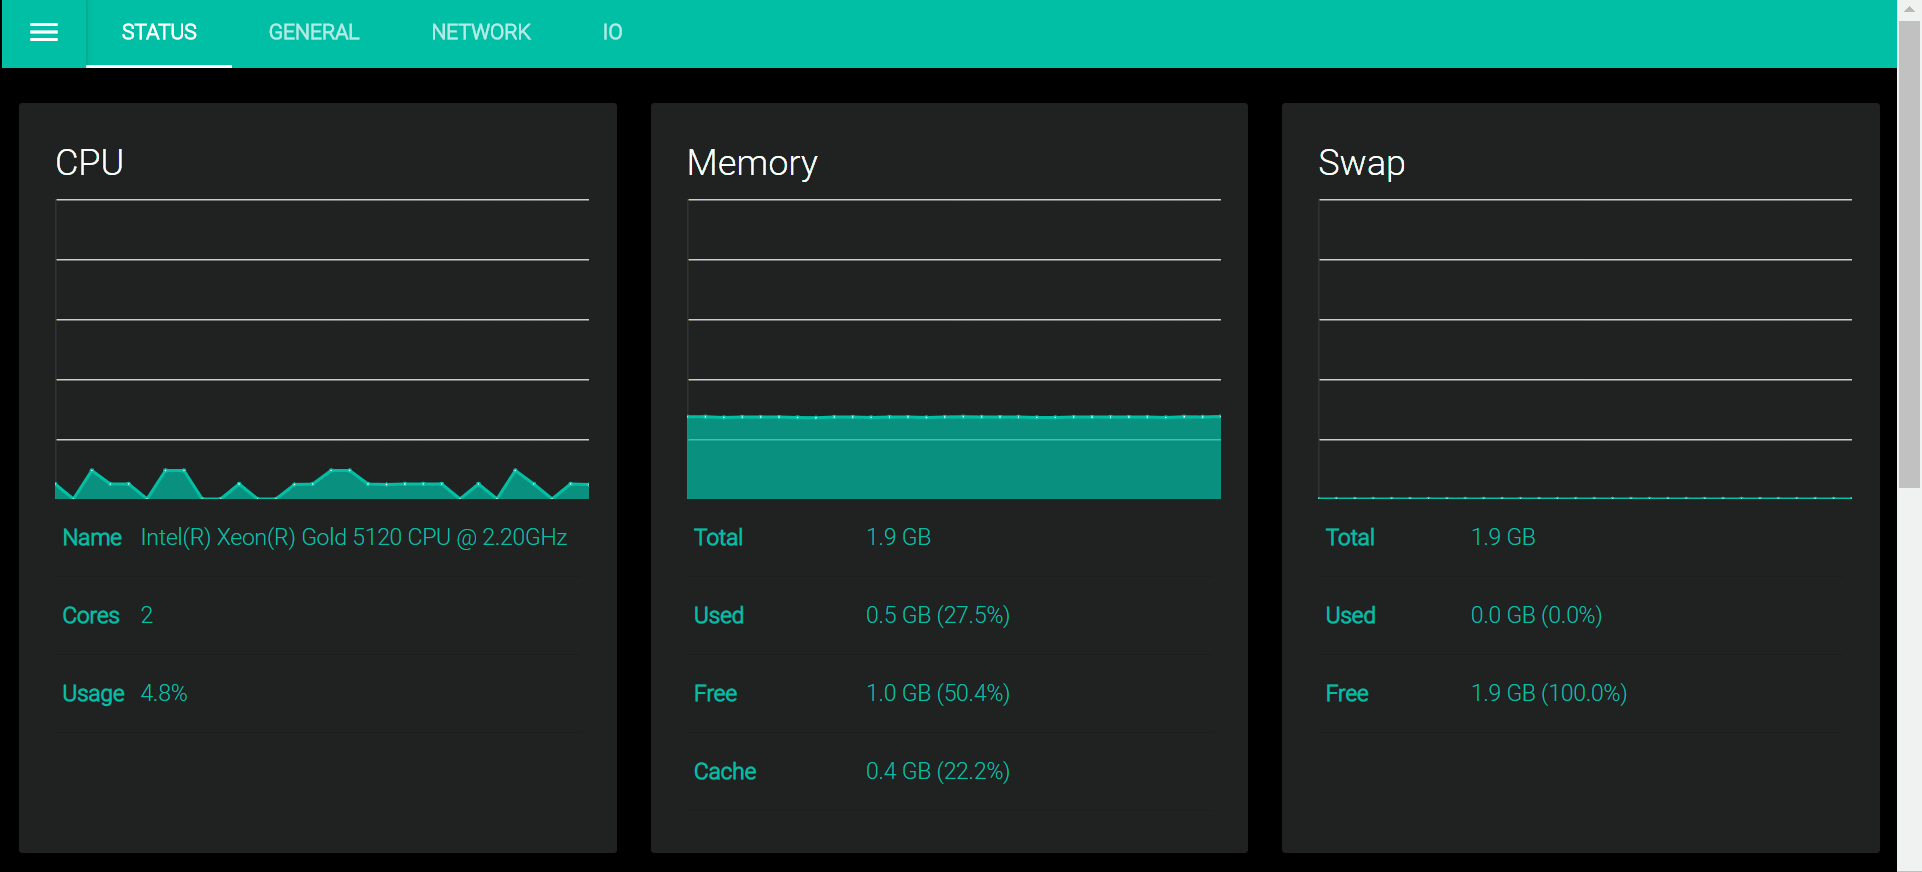 STATUS GENERAL NETWORK IO
CPU
Name Intel(R) Xeon(R) Gold 5120 CPU @ 2.20GHz
Cores 2
Usage 4.8%
Memory
Total 1.9 GB
Used 0.5 GB (27.5%)
Free 1.0 GB (50.4%)
Cache 0.4 GB (22.2%)
Swap
Total 1.9 GB
Used 0.0 GB (0.0%)
Free 1.9 GB (100.0%)